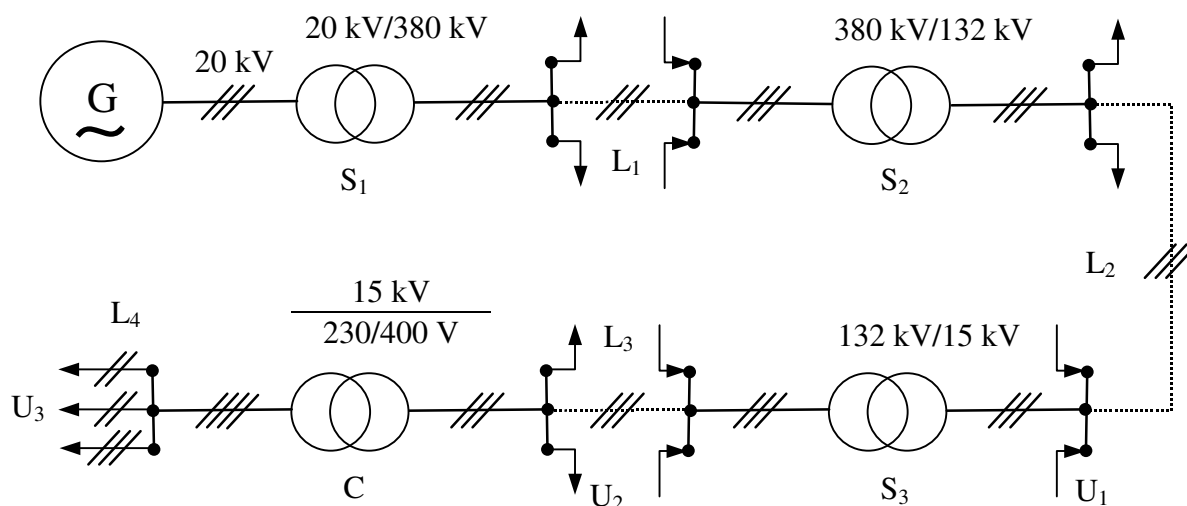 20 kV/380 kV
380 kV/132 kV
20 kV
G
S₁
L₁
S₂
L₂
15 kV
230/400 V
L₄
L₃
132 kV/15 kV
U₃
C
U₂
S₃
U₁